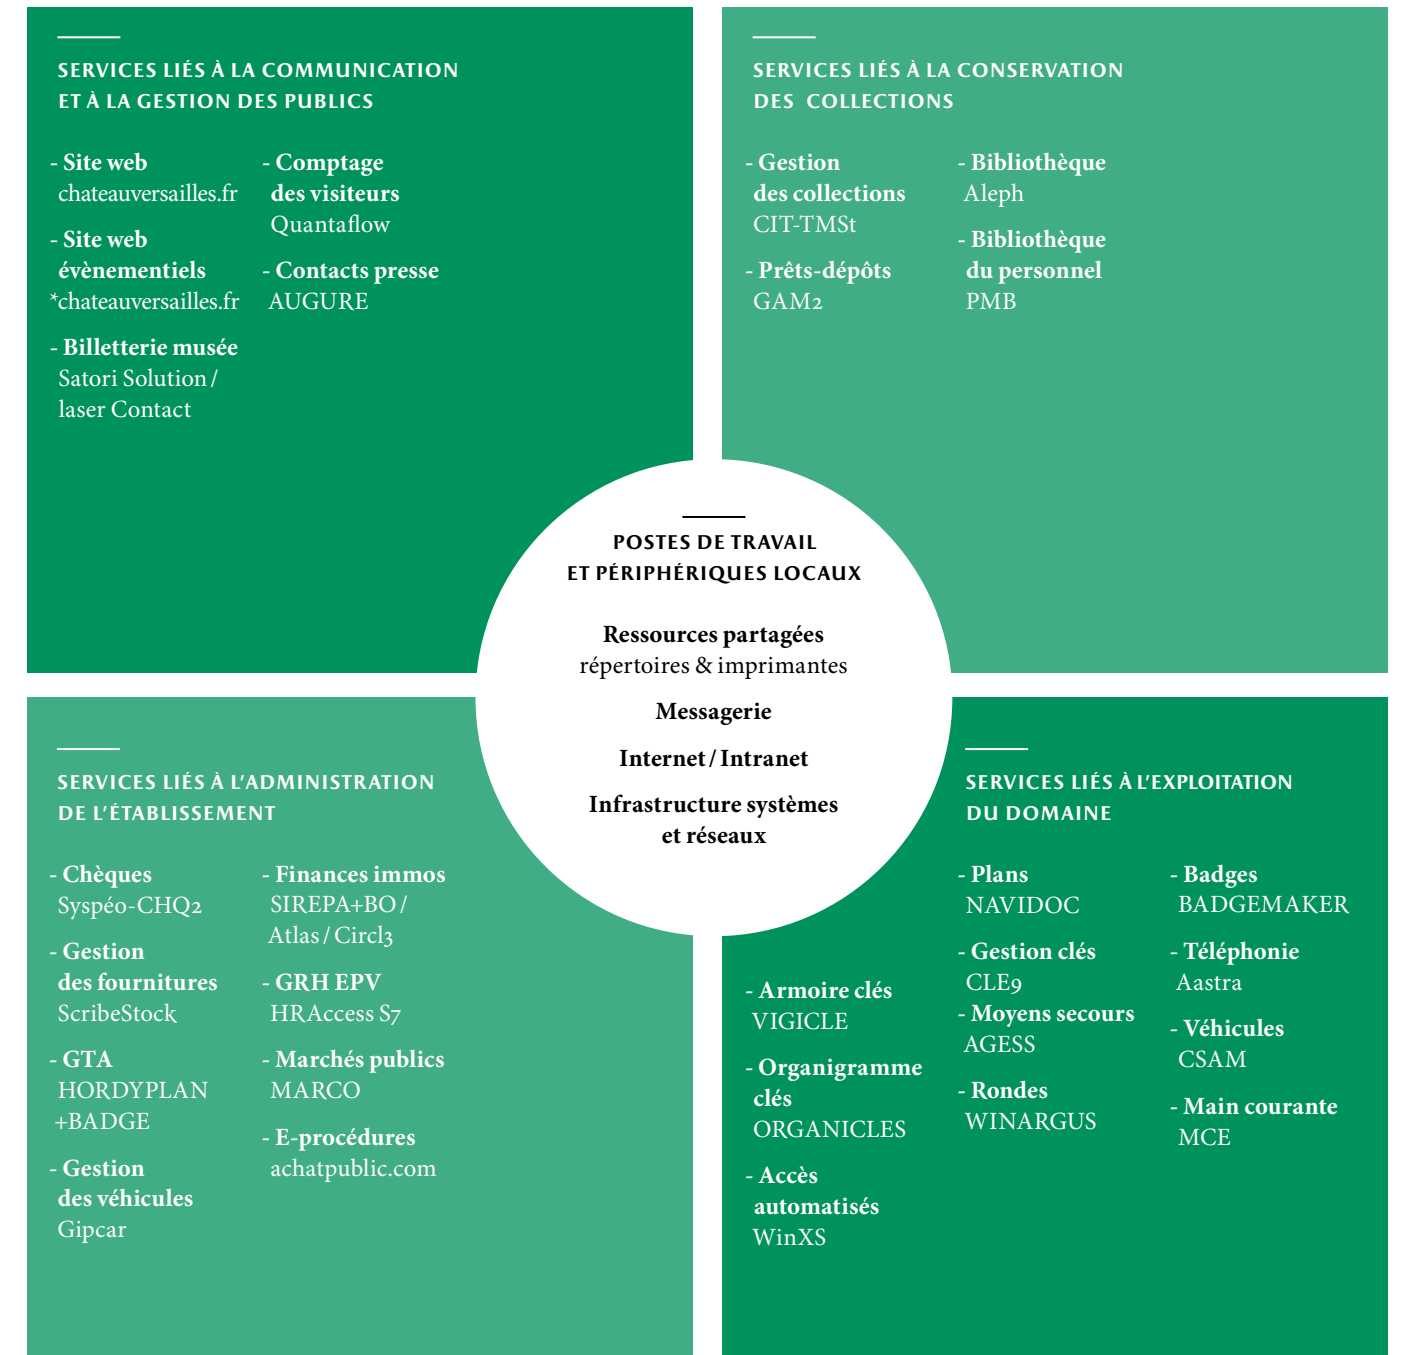 SERVICES LIÉS À LA COMMUNICATION
ET À LA GESTION DES PUBLICS
- Site web
chateauversailles.fr
- Site web
évènementiels
*chateauversailles.fr
- Billetterie musée
Satori Solution /
laser Contact
- Comptage
des visiteurs
Quantaflow
- Contacts presse
AUGURE
SERVICES LIÉS À LA CONSERVATION
DES COLLECTIONS
- Gestion
des collections
CIT-TMSt
- Prêts-dépôts
GAM2
- Bibliothèque
Aleph
- Bibliothèque
du personnel
PMB
POSTES DE TRAVAIL
ET PÉRIPHÉRIQUES LOCAUX
Ressources partagées
répertoires & imprimantes
Messagerie
Internet / Intranet
Infrastructure systèmes
et réseaux
SERVICES LIÉS À L’ADMINISTRATION
DE L’ÉTABLISSEMENT
- Chèques
Syspéo-CHQ2
- Gestion
des fournitures
ScribeStock
- GTA
HORDYPLAN
+BADGE
- Gestion
des véhicules
Gipcar
- Finances immos
SIREPA+BO /
Atlas / Circl3
- GRH EPV
HRAccess S7
- Marchés publics
MARCO
- E-procédures
achatpublic.com
SERVICES LIÉS À L’EXPLOITATION
DU DOMAINE
- Armoire clés
VIGICLE
- Organigramme
clés
ORGANICLES
- Accès
automatisés
WinXS
- Plans
NAVIDOC
- Gestion clés
CLE9
- Moyens secours
AGESS
- Rondes
WINARGUS
- Badges
BADGEMAKER
- Téléphonie
Aastra
- Véhicules
CSAM
- Main courante
MCE